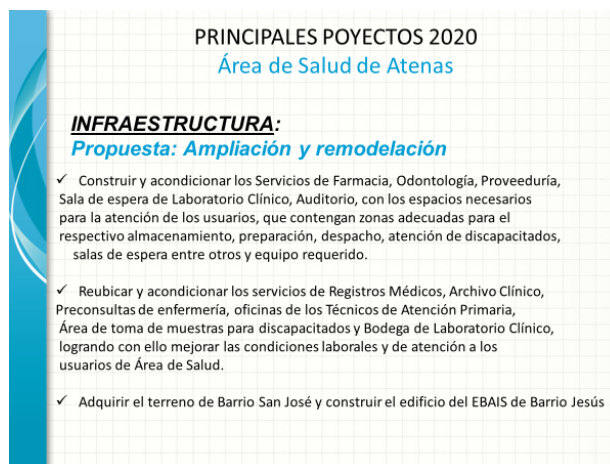 PRINCIPALES POYECTOS 2020
Área de Salud de Atenas
INFRAESTRUCTURA:
Propuesta: Ampliación y remodelación
✓ Construir y acondicionar los Servicios de Farmacia, Odontología, Proveeduría,
Sala de espera de Laboratorio Clínico, Auditorio, con los espacios necesarios
para la atención de los usuarios, que contengan zonas adecuadas para el
respectivo almacenamiento, preparación, despacho, atención de discapacitados,
salas de espera entre otros y equipo requerido.
✓ Reubicar y acondicionar los servicios de Registros Médicos, Archivo Clínico,
Preconsultas de enfermería, oficinas de los Técnicos de Atención Primaria,
Área de toma de muestras para discapacitados y Bodega de Laboratorio Clínico,
logrando con ello mejorar las condiciones laborales y de atención a los
usuarios de Área de Salud.
✓ Adquirir el terreno de Barrio San José y construir el edificio del EBAIS de Barrio Jesús